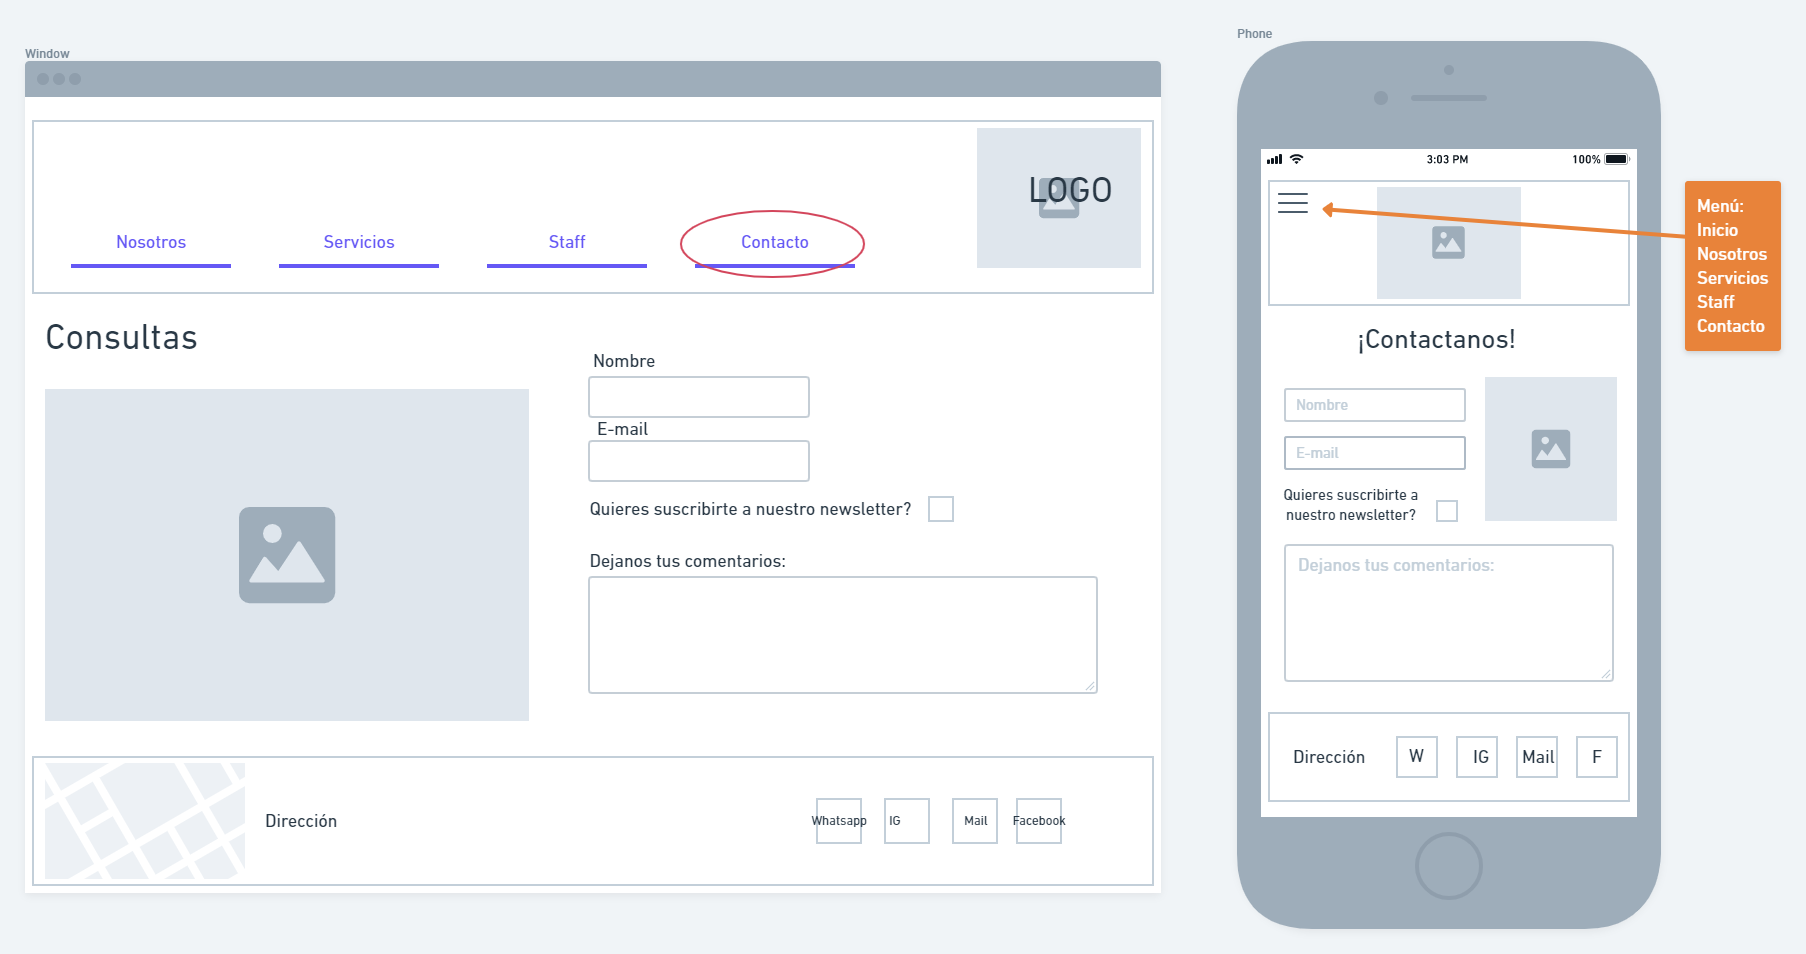 Window
LOGO
Nosotros
Servicios
Staff
Contacto
Consultas
Nombre
E-mail
Quieres suscribirte a nuestro newsletter?
Dejanos tus comentarios:
Dirección
Whatsapp
IG
Mail
Facebook
Phone
3:03 PM
100%
¡Contactanos!
Nombre
E-mail
Quieres suscribirte a
nuestro newsletter?
Dejanos tus comentarios:
Dirección
W
IG
Mail
F
Menú:
Inicio
Nosotros
Servicios
Staff
Contacto